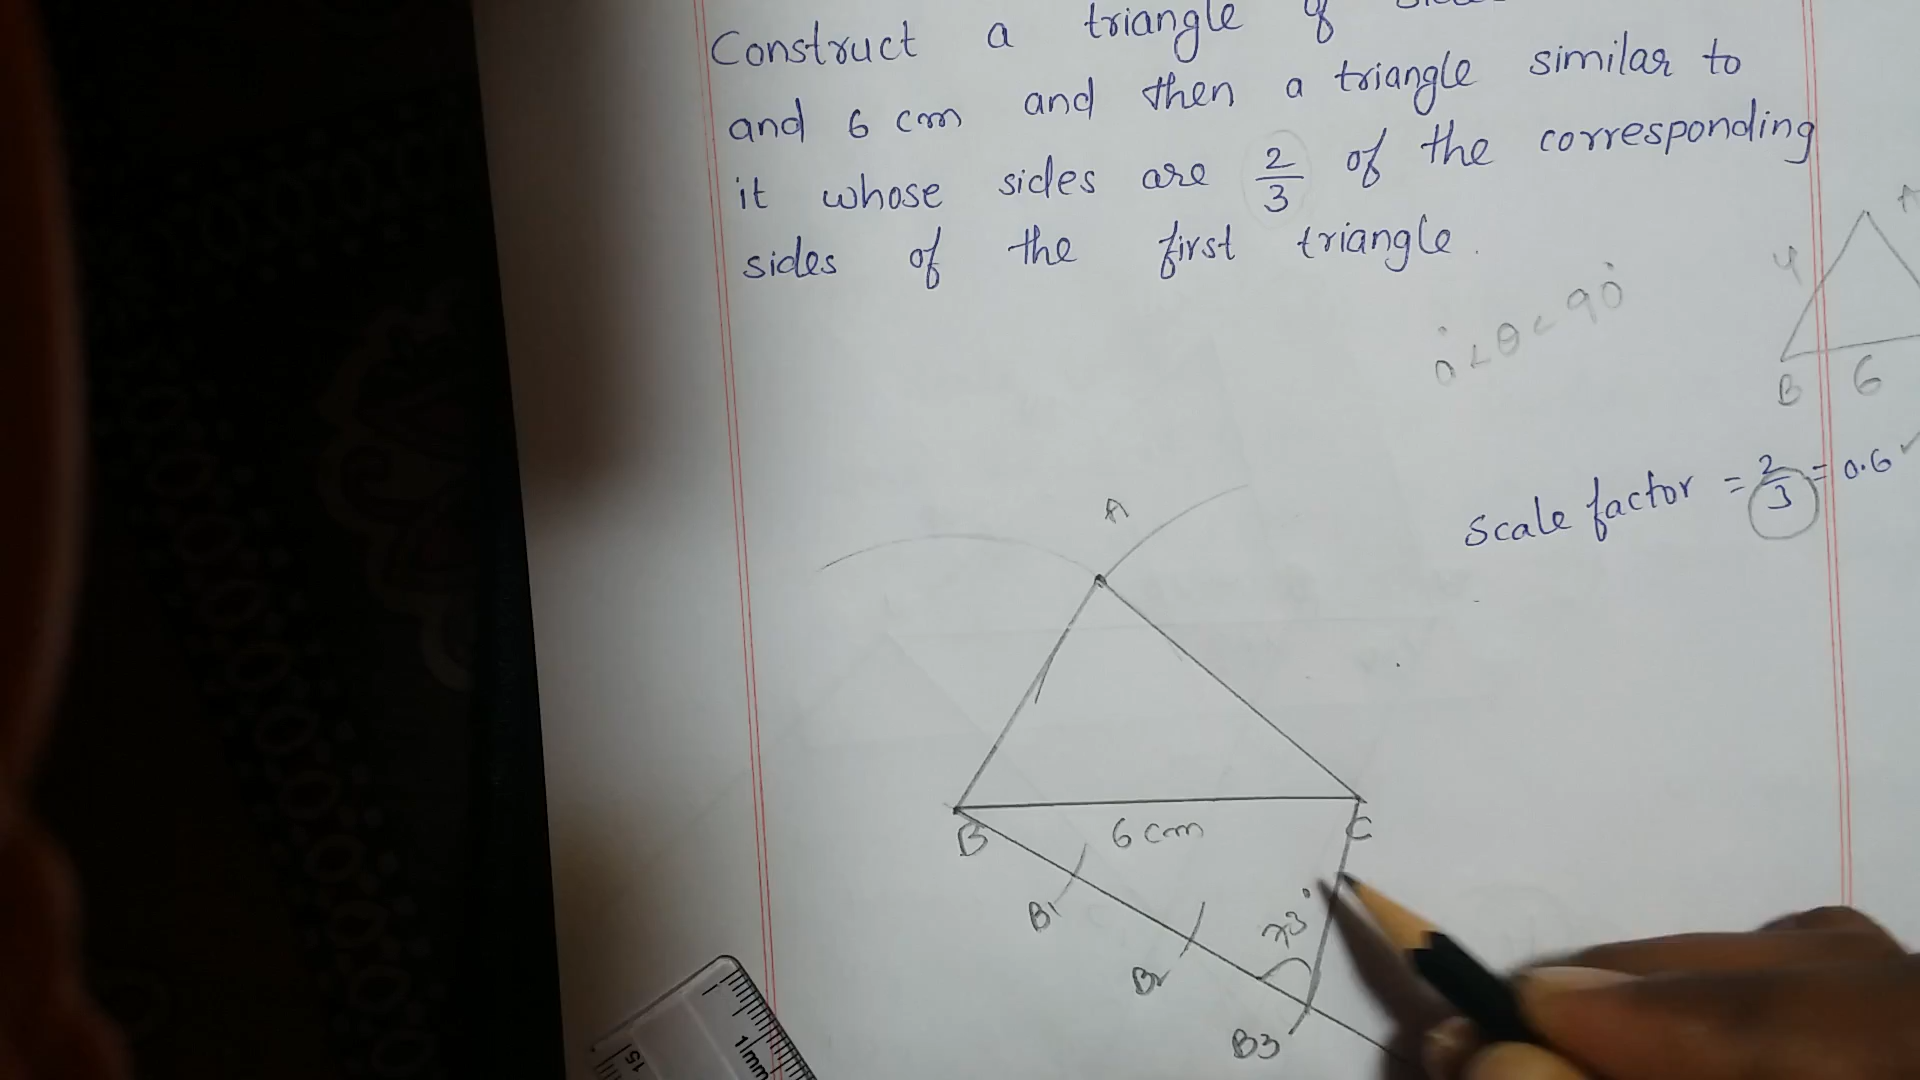 Construct a triangle of
and 6 cm and then a triangle similar to
it whose sides are 2/3 of the corresponding
sides of the first triangle.
0° < θ < 90°
4
B 6
Scale factor = 2/3 = 0.6
A
B
6 cm
C
B1
B2
73°
B3
1mm
15